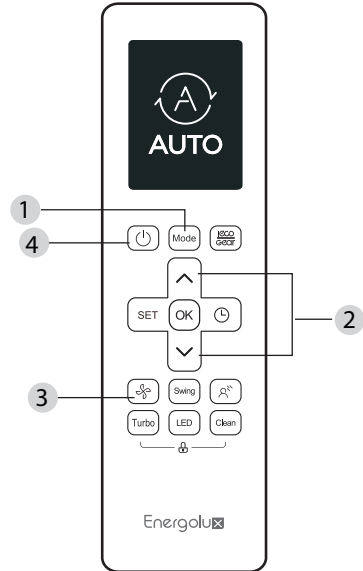 A
AUTO
1
4
Mode
ECO
Gear
SET
OK
2
3
Swing
Turbo
LED
Clean
Energolux